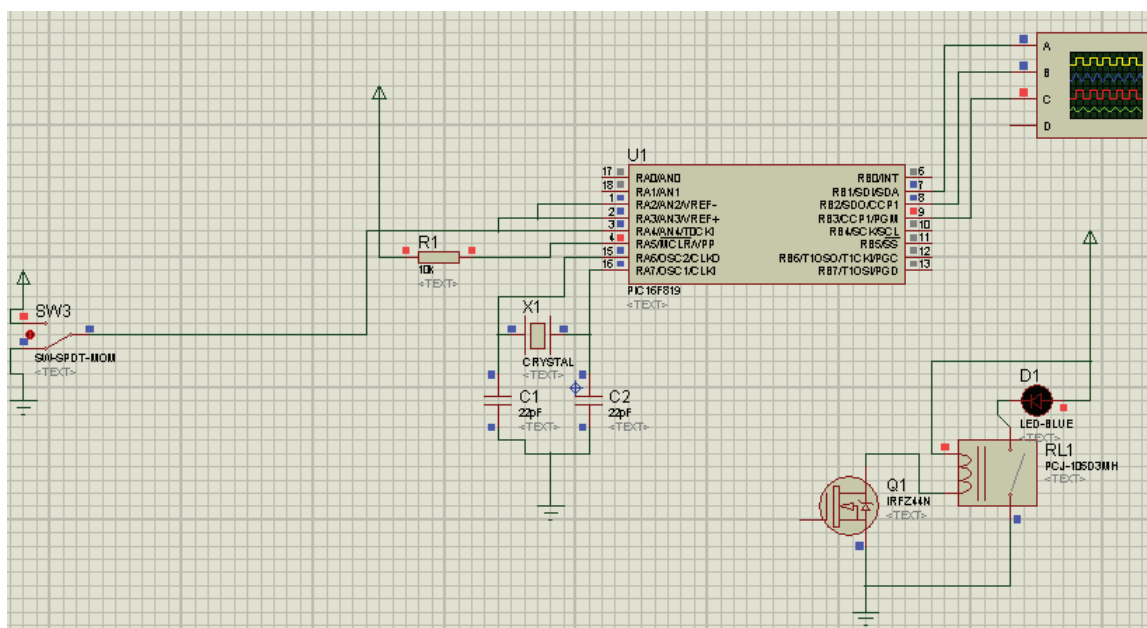 A
B
C
D
U1
17
RA0/AN0
18
RA1/AN1
1
RA2/AN2/VREF-
2
RA3/AN3/VREF+
3
RA4/AN4/T0CKI
4
RA5/MCLR/VPP
15
RA6/OSC2/CLKO
16
RA7/OSC1/CLKI
RB0/INT
6
RB1/SDI/SDA
7
RB2/SDO/CCP1
8
RB3/CCP1/PGM
9
RB4/SCK/SCL
10
RB5/SS
11
RB6/T1OSO/T1CKI/PGC
12
RB7/T1OSI/PGD
13
PIC16F819
<TEXT>
R1
10k
<TEXT>
SW3
SW-SPDT-MOM
<TEXT>
X1
CRYSTAL
<TEXT>
C1
22pF
<TEXT>
C2
22pF
<TEXT>
D1
LED-BLUE
<TEXT>
RL1
PCJ-105D3MH
<TEXT>
Q1
IRFZ44N
<TEXT>